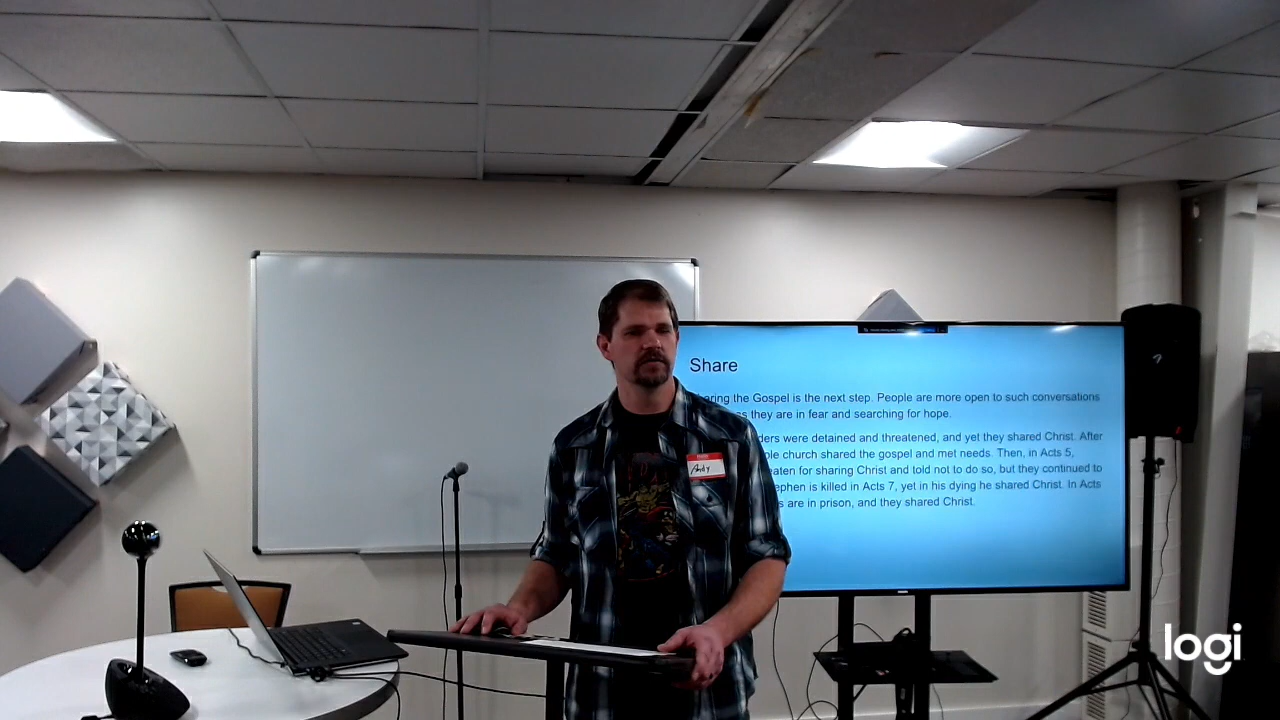 Share
aring the Gospel is the next step. People are more open to such conversations
as they are in fear and searching for hope.
ders were detained and threatened, and yet they shared Christ. After
ole church shared the gospel and met needs. Then, in Acts 5,
eaten for sharing Christ and told not to do so, but they continued to
ephen is killed in Acts 7, yet in his dying he shared Christ. In Acts
s are in prison, and they shared Christ.
Andy
logi